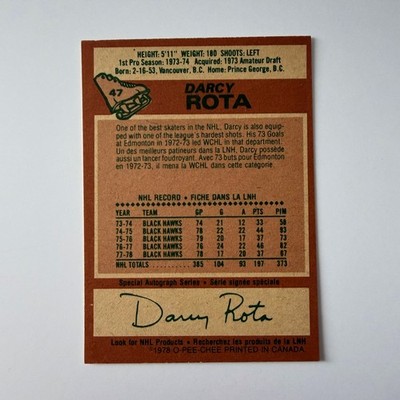 HEIGHT: 5'11" WEIGHT: 180 SHOOTS: LEFT
1st Pro Season: 1973-74 Acquired: 1973 Amateur Draft
Born: 2-16-53, Vancouver, B.C. Home: Prince George, B.C.
47
DARCY
ROTA
One of the best skaters in the NHL, Darcy is also equip-
ped with one of the league's hardest shots. His 73 Goals
at Edmonton in 1972-73 led WCHL in that department.
Un des meilleurs patineurs dans la LNH, Darcy possède
aussi un lancer foudroyant. Avec 73 buts pour Edmonton
en 1972-73, il mena la WCHL dans cette catégorie.
NHL RECORD • FICHE DANS LA LNH
YEAR TEAM GP G A PTS PIM
73-74 BLACK HAWKS 74 21 12 33 58
74-75 BLACK HAWKS 78 22 22 44 93
75-76 BLACK HAWKS 79 20 17 37 73
76-77 BLACK HAWKS 76 24 22 46 82
77-78 BLACK HAWKS 78 17 20 37 67
NHL TOTALS 385 104 93 197 373
Special Autograph Series • Série signée spéciale
Darcy Rota
Look for NHL Products • Recherchez les produits de la LNH
©1978 O-PEE-CHEE PRINTED IN CANADA